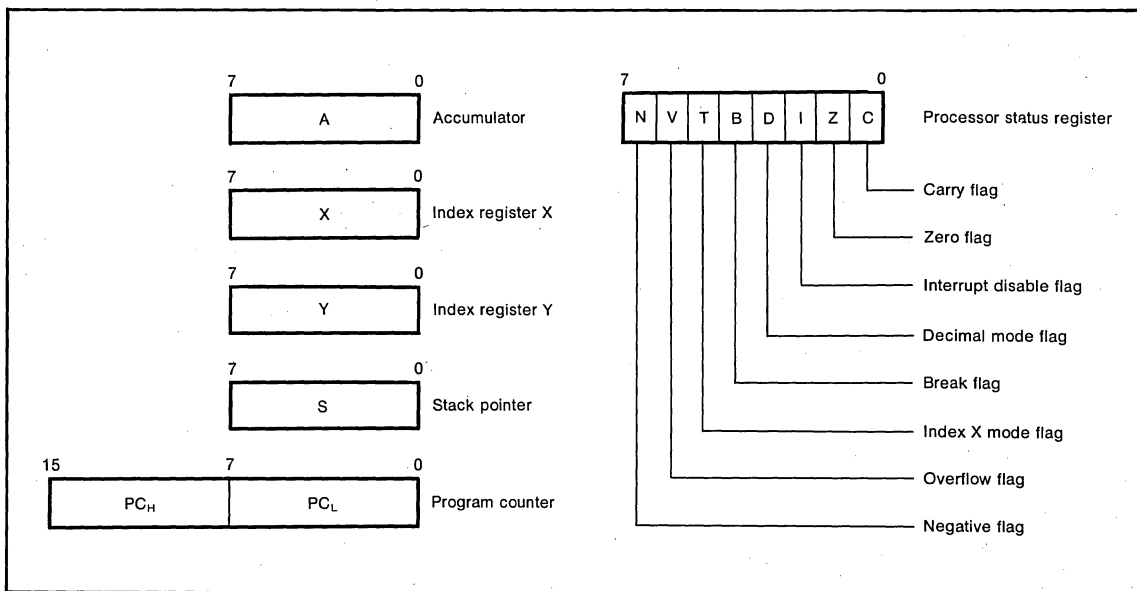 7 0
A
Accumulator
7 0
X
Index register X
7 0
Y
Index register Y
7 0
S
Stack pointer
15 7 0
PCH PCL
Program counter
7 0
N V T B D I Z C
Processor status register
Carry flag
Zero flag
Interrupt disable flag
Decimal mode flag
Break flag
Index X mode flag
Overflow flag
Negative flag